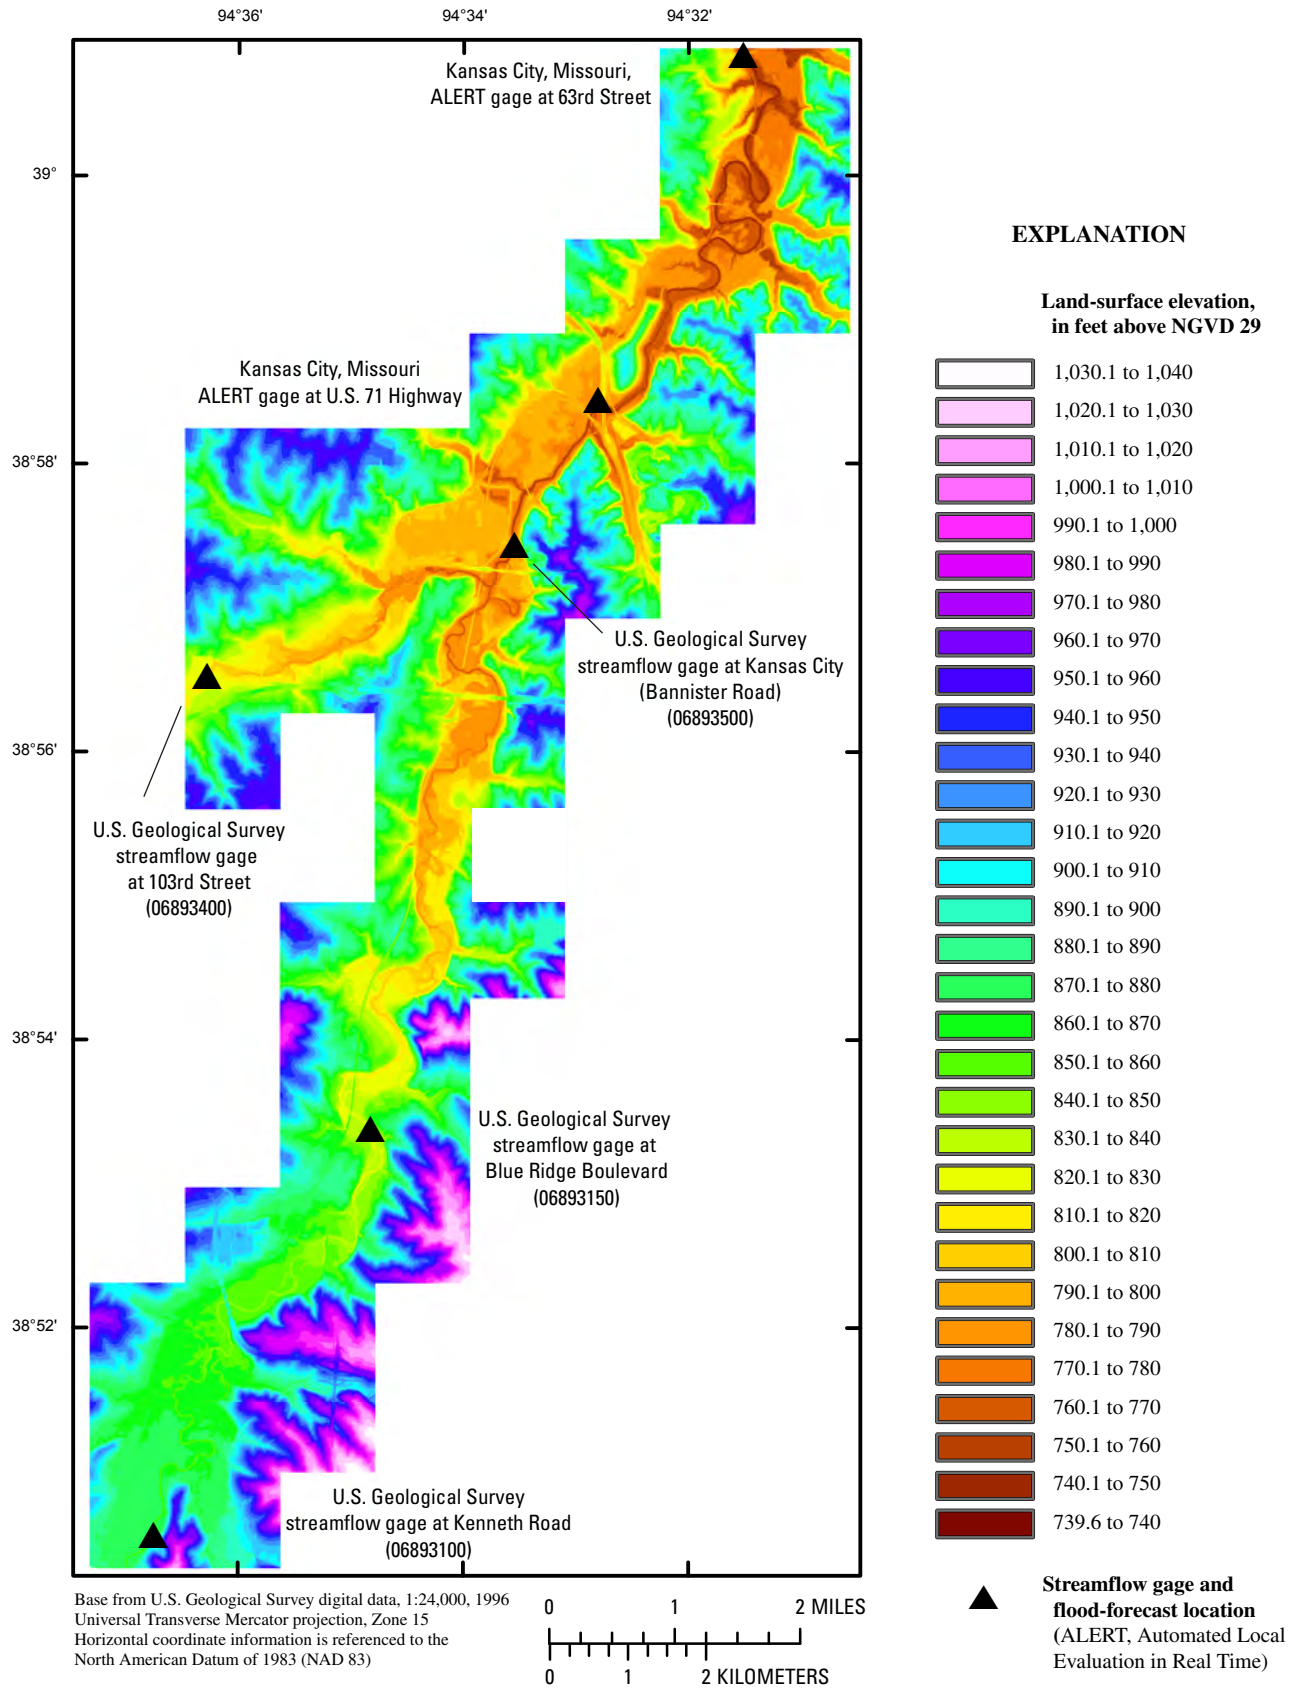 94°36'
94°34'
94°32'
Kansas City, Missouri,
ALERT gage at 63rd Street
39°
Kansas City, Missouri
ALERT gage at U.S. 71 Highway
38°58'
U.S. Geological Survey
streamflow gage at Kansas City
(Bannister Road)
(06893500)
38°56'
U.S. Geological Survey
streamflow gage
at 103rd Street
(06893400)
38°54'
U.S. Geological Survey
streamflow gage at
Blue Ridge Boulevard
(06893150)
38°52'
U.S. Geological Survey
streamflow gage at Kenneth Road
(06893100)
EXPLANATION
Land-surface elevation,
in feet above NGVD 29
1,030.1 to 1,040
1,020.1 to 1,030
1,010.1 to 1,020
1,000.1 to 1,010
990.1 to 1,000
980.1 to 990
970.1 to 980
960.1 to 970
950.1 to 960
940.1 to 950
930.1 to 940
920.1 to 930
910.1 to 920
900.1 to 910
890.1 to 900
880.1 to 890
870.1 to 880
860.1 to 870
850.1 to 860
840.1 to 850
830.1 to 840
820.1 to 830
810.1 to 820
800.1 to 810
790.1 to 800
780.1 to 790
770.1 to 780
760.1 to 770
750.1 to 760
740.1 to 750
739.6 to 740
Streamflow gage and
flood-forecast location
(ALERT, Automated Local
Evaluation in Real Time)
Base from U.S. Geological Survey digital data, 1:24,000, 1996
Universal Transverse Mercator projection, Zone 15
Horizontal coordinate information is referenced to the
North American Datum of 1983 (NAD 83)
0 1 2 MILES
0 1 2 KILOMETERS